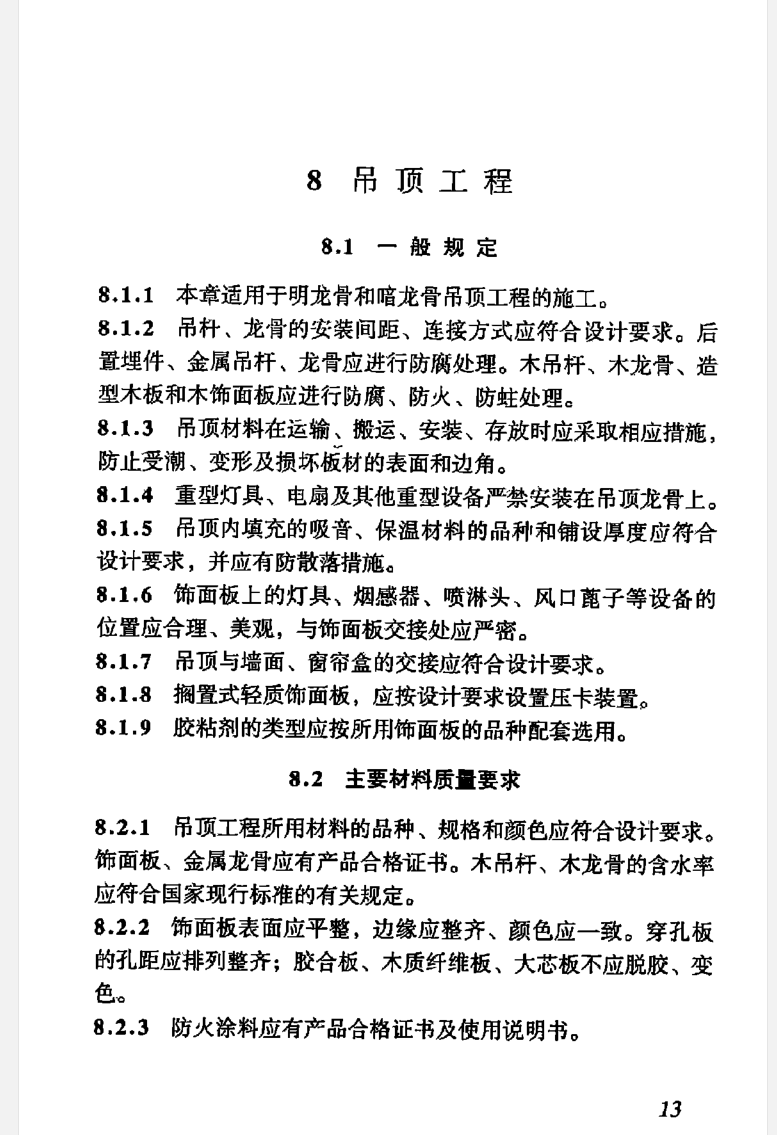 8 吊顶工程
8.1 一般规定
8.1.1 本章适用于明龙骨和暗龙骨吊顶工程的施工。
8.1.2 吊杆、龙骨的安装间距、连接方式应符合设计要求。后
置埋件、金属吊杆、龙骨应进行防腐处理。木吊杆、木龙骨、造
型木板和木饰面板应进行防腐、防火、防蛀处理。
8.1.3 吊顶材料在运输、搬运、安装、存放时应采取相应措施，
防止受潮、变形及损坏板材的表面和边角。
8.1.4 重型灯具、电扇及其他重型设备严禁安装在吊顶龙骨上。
8.1.5 吊顶内填充的吸音、保温材料的品种和铺设厚度应符合
设计要求，并应有防散落措施。
8.1.6 饰面板上的灯具、烟感器、喷淋头、风口篦子等设备的
位置应合理、美观，与饰面板交接处应严密。
8.1.7 吊顶与墙面、窗帘盒的交接应符合设计要求。
8.1.8 搁置式轻质饰面板，应按设计要求设置压卡装置。
8.1.9 胶粘剂的类型应按所用饰面板的品种配套选用。
8.2 主要材料质量要求
8.2.1 吊顶工程所用材料的品种、规格和颜色应符合设计要求。
饰面板、金属龙骨应有产品合格证书。木吊杆、木龙骨的含水率
应符合国家现行标准的有关规定。
8.2.2 饰面板表面应平整，边缘应整齐、颜色应一致。穿孔板
的孔距应排列整齐；胶合板、木质纤维板、大芯板不应脱胶、变
色。
8.2.3 防火涂料应有产品合格证书及使用说明书。
13